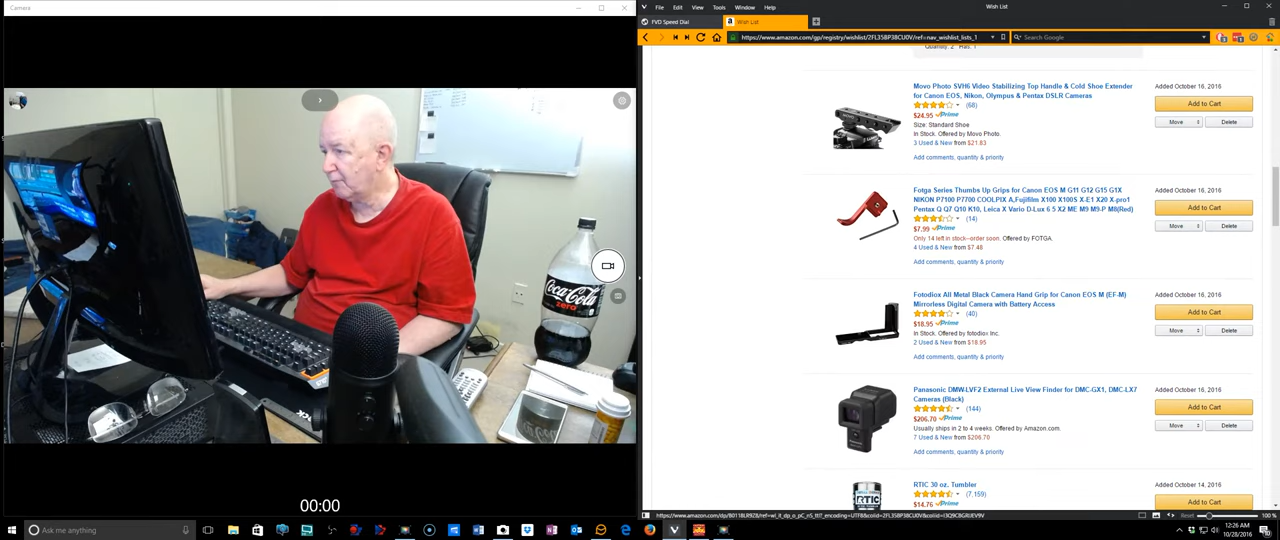 Camera
File Edit View Tools Window Help
Wish List
FVD Speed Dial
Wish List
https://www.amazon.com/gp/registry/wishlist/2FL35BP38CU0V/ref=nav_wishlist_lists_1
Search Google
Quantity: 2 Has: 1
Movo Photo SVH6 Video Stabilizing Top Handle & Cold Shoe Extender
for Canon EOS, Nikon, Olympus & Pentax DSLR Cameras
(68)
$24.95 Prime
Size: Standard Shoe
In Stock. Offered by Movo Photo.
3 Used & New from $21.83
Add comments, quantity & priority
Added October 16, 2016
Add to Cart
Move Delete
Fotga Series Thumbs Up Grips for Canon EOS M G11 G12 G15 G1X
NIKON P7100 P7700 COOLPIX A,Fujifilm X100 X100S X-E1 X20 X-pro1
Pentax Q Q7 Q10 K10, Leica X Vario D-Lux 6 5 X2 ME M9 M9-P M8(Red)
(14)
$7.99 Prime
Only 14 left in stock--order soon. Offered by FOTGA.
4 Used & New from $7.48
Add comments, quantity & priority
Added October 16, 2016
Add to Cart
Move Delete
Fotodiox All Metal Black Camera Hand Grip for Canon EOS M (EF-M)
Mirrorless Digital Camera with Battery Access
(40)
$18.95 Prime
In Stock. Offered by fotodiox Inc.
2 Used & New from $18.95
Add comments, quantity & priority
Added October 16, 2016
Add to Cart
Move Delete
Panasonic DMW-LVF2 External Live View Finder for DMC-GX1, DMC-LX7
Cameras (Black)
(144)
$206.70 Prime
Usually ships in 2 to 4 weeks. Offered by Amazon.com.
7 Used & New from $206.70
Add comments, quantity & priority
Added October 16, 2016
Add to Cart
Move Delete
RTIC 30 oz. Tumbler
(7,159)
$14.76 Prime
Added October 14, 2016
Add to Cart
RTIC
Coca-Cola
zero
00:00
Reset 100 %
Ask me anything
12:26 AM
10/28/2016